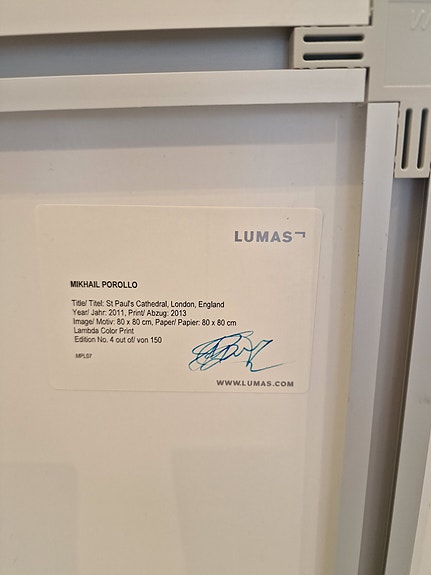 LUMAS
MIKHAIL POROLLO
Title/ Titel: St Paul's Cathedral, London, England
Year/ Jahr: 2011, Print/ Abzug: 2013
Image/ Motiv: 80 x 80 cm, Paper/ Papier: 80 x 80 cm
Lambda Color Print
Edition No. 4 out of/ von 150
MPL07
WWW.LUMAS.COM